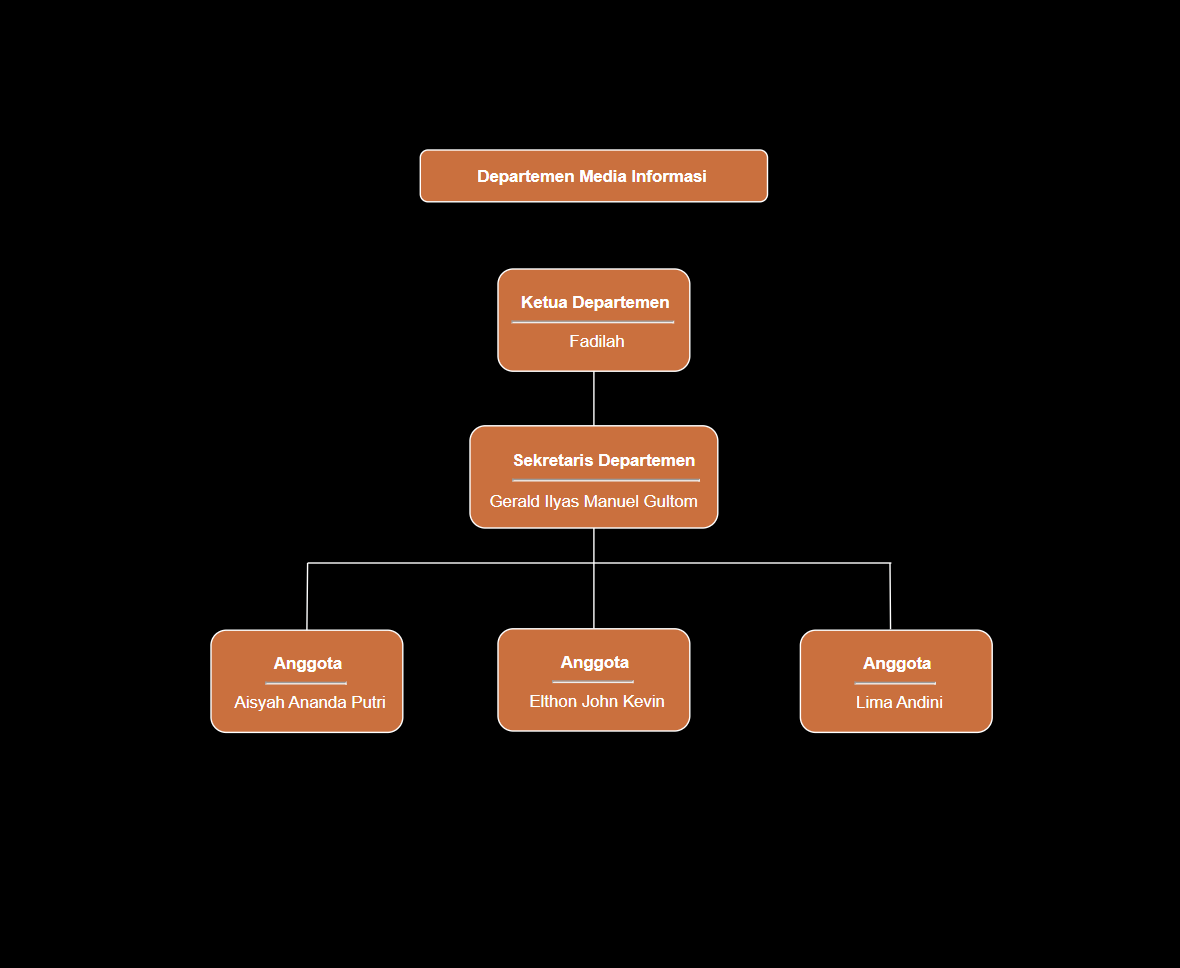 Departemen Media Informasi
Ketua Departemen
Fadilah
Sekretaris Departemen
Gerald Ilyas Manuel Gultom
Anggota
Aisyah Ananda Putri
Anggota
Elthon John Kevin
Anggota
Lima Andini